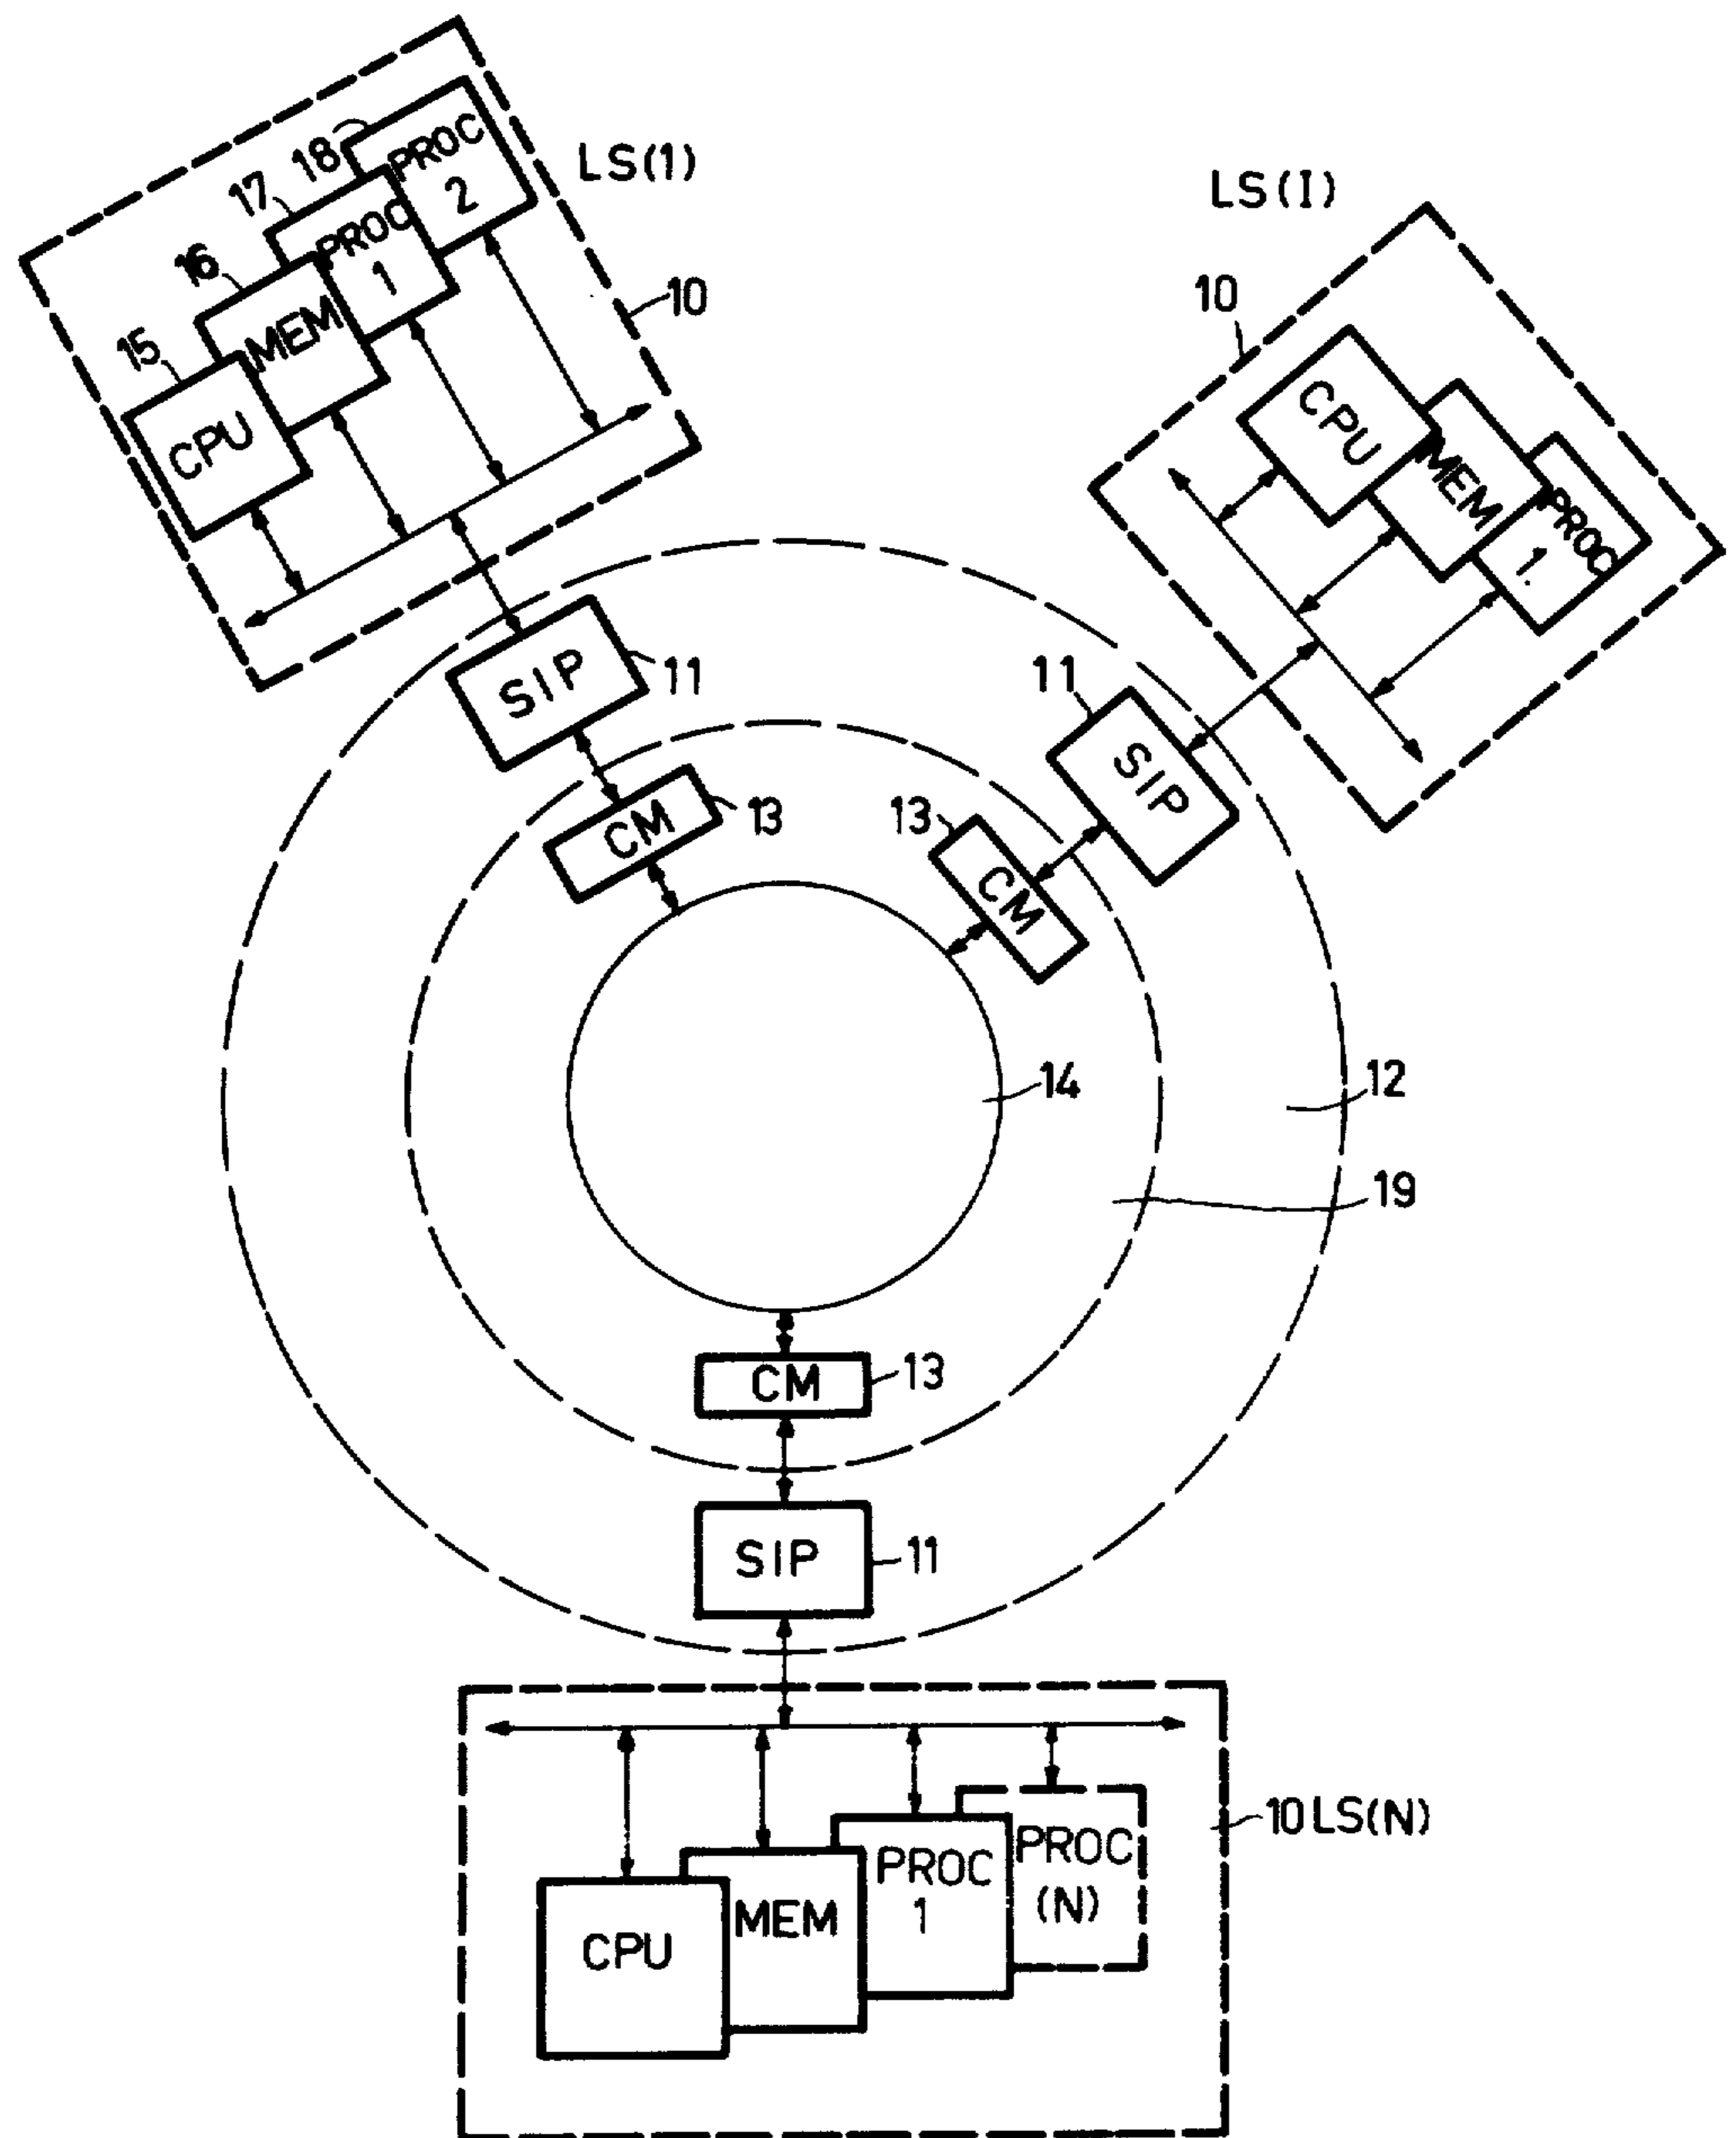 LS(1)
18
PROC
2
17
PROC
1
16
MEM
15
CPU
10
LS(I)
10
CPU
MEM
PROC
1.
SIP
11
11
SIP
CM
13
13
CM
14
12
19
CM
13
SIP
11
10 LS(N)
PROC
(N)
PROC
1
MEM
CPU